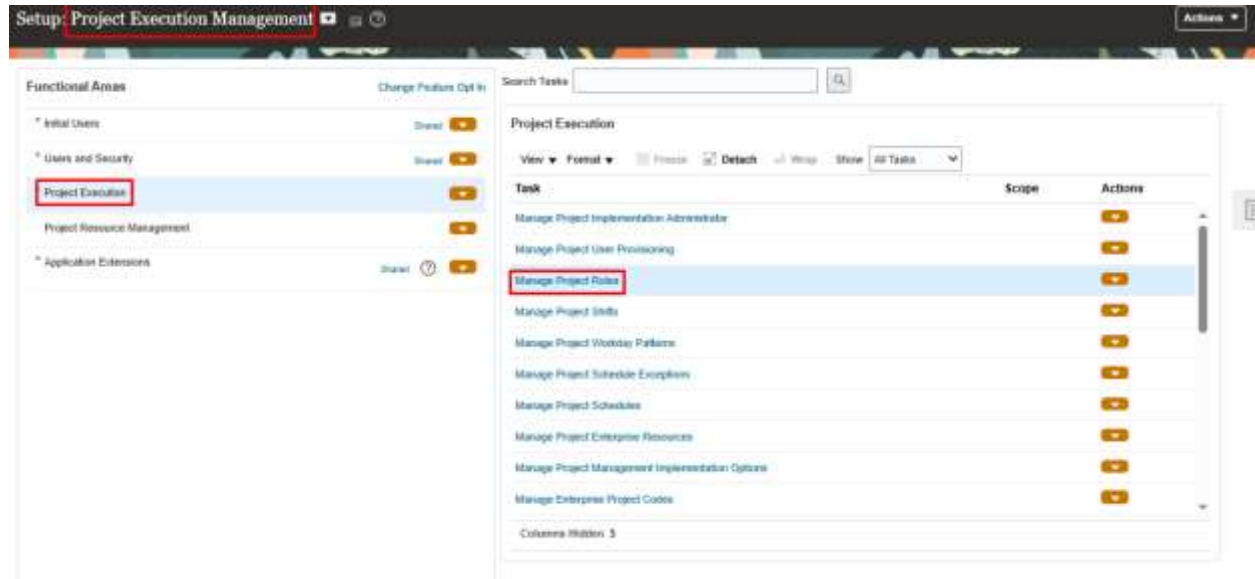 Setup: Project Execution Management
Actions
Functional Areas
Change Feature Opt In
* Initial Users
Shared
* Users and Security
Shared
* Project Execution
Project Resource Management
* Application Extensions
Shared
Search Tasks
Project Execution
View Format Freeze Detach Wrap Show All Tasks
Task Scope Actions
Manage Project Implementation Administrator
Manage Project User Provisioning
Manage Project Roles
Manage Project Shifts
Manage Project Workday Patterns
Manage Project Schedule Exceptions
Manage Project Schedules
Manage Project Enterprise Resources
Manage Project Management Implementation Options
Manage Enterprise Project Codes
Columns Hidden 3